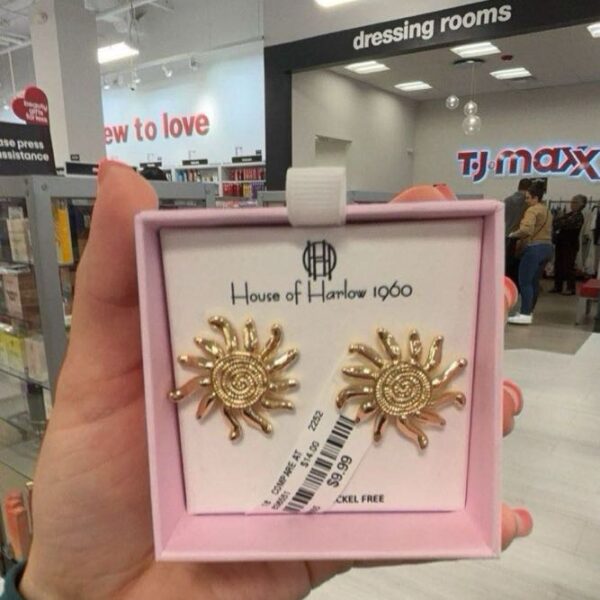 dressing rooms
T.J.maxx
ew to love
beauty
ase press
ssistance
House of Harlow 1960
COMPARE AT
$14.00
2252
$9.99
CKEL FREE